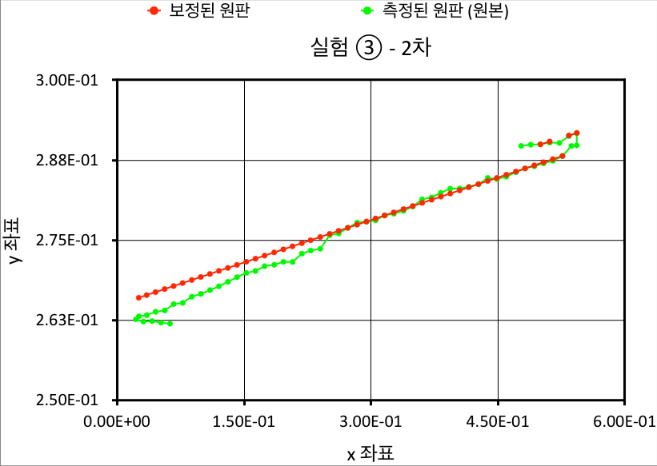 보정된 원판 측정된 원판 (원본)
실험 ③ - 2차
3.00E-01
2.88E-01
2.75E-01
2.63E-01
2.50E-01
0.00E+00 1.50E-01 3.00E-01 4.50E-01 6.00E-01
y 좌표
x 좌표